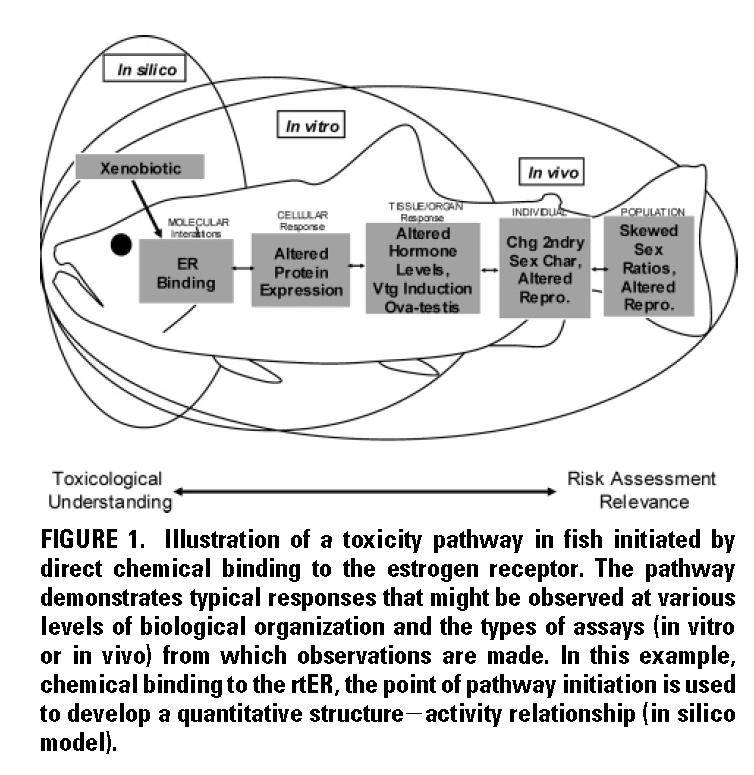 In silico
In vitro
In vivo
Xenobiotic
MOLECULAR
Interactions
ER
Binding
CELLULAR
Response
Altered
Protein
Expression
TISSUE/ORGAN
Response
Altered
Hormone
Levels,
Vtg Induction
Ova-testis
INDIVIDUAL
Chg 2ndry
Sex Char,
Altered
Repro.
POPULATION
Skewed
Sex
Ratios,
Altered
Repro.
Toxicological
Understanding
Risk Assessment
Relevance
FIGURE 1. Illustration of a toxicity pathway in fish initiated by
direct chemical binding to the estrogen receptor. The pathway
demonstrates typical responses that might be observed at various
levels of biological organization and the types of assays (in vitro
or in vivo) from which observations are made. In this example,
chemical binding to the rtER, the point of pathway initiation is used
to develop a quantitative structure−activity relationship (in silico
model).